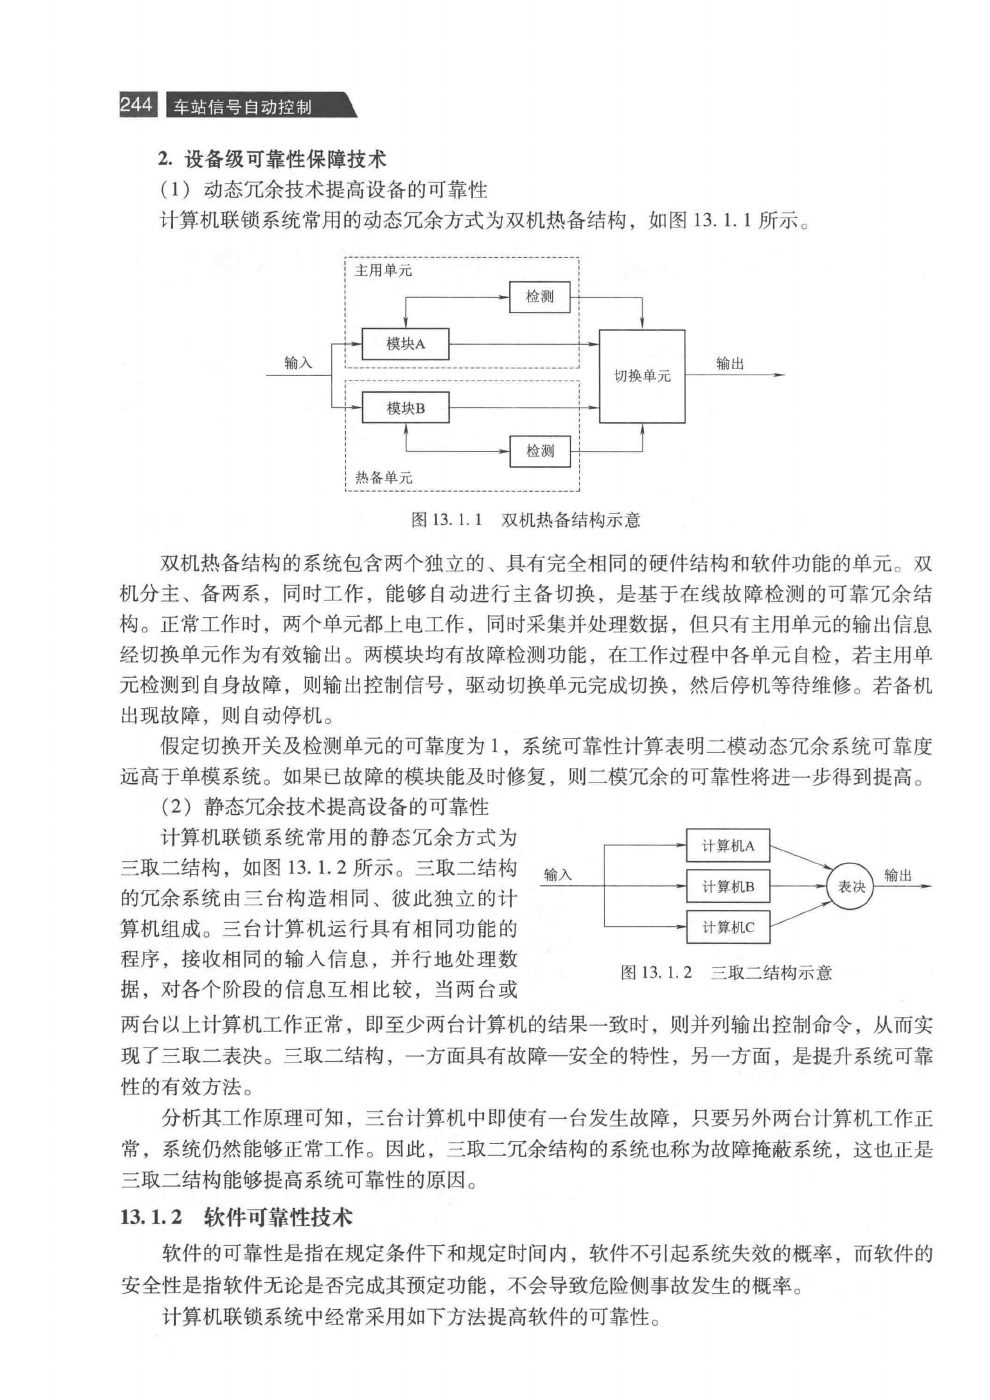 244 车站信号自动控制
2. 设备级可靠性保障技术
（1）动态冗余技术提高设备的可靠性
计算机联锁系统常用的动态冗余方式为双机热备结构，如图 13. 1. 1 所示。
主用单元
检测
模块A
输入
切换单元
输出
模块B
检测
热备单元
图 13. 1. 1 双机热备结构示意
双机热备结构的系统包含两个独立的、具有完全相同的硬件结构和软件功能的单元。双
机分主、备两系，同时工作，能够自动进行主备切换，是基于在线故障检测的可靠冗余结
构。正常工作时，两个单元都上电工作，同时采集并处理数据，但只有主用单元的输出信息
经切换单元作为有效输出。两模块均有故障检测功能，在工作过程中各单元自检，若主用单
元检测到自身故障，则输出控制信号，驱动切换单元完成切换，然后停机等待维修。若备机
出现故障，则自动停机。
假定切换开关及检测单元的可靠度为 1，系统可靠性计算表明二模动态冗余系统可靠度
远高于单模系统。如果已故障的模块能及时修复，则二模冗余的可靠性将进一步得到提高。
（2）静态冗余技术提高设备的可靠性
计算机联锁系统常用的静态冗余方式为
三取二结构，如图 13. 1. 2 所示。三取二结构
的冗余系统由三台构造相同、彼此独立的计
算机组成。三台计算机运行具有相同功能的
程序，接收相同的输入信息，并行地处理数
据，对各个阶段的信息互相比较，当两台或
计算机A
输入
计算机B
表决
输出
计算机C
图 13. 1. 2 三取二结构示意
两台以上计算机工作正常，即至少两台计算机的结果一致时，则并列输出控制命令，从而实
现了三取二表决。三取二结构，一方面具有故障—安全的特性，另一方面，是提升系统可靠
性的有效方法。
分析其工作原理可知，三台计算机中即使有一台发生故障，只要另外两台计算机工作正
常，系统仍然能够正常工作。因此，三取二冗余结构的系统也称为故障掩蔽系统，这也正是
三取二结构能够提高系统可靠性的原因。
13. 1. 2 软件可靠性技术
软件的可靠性是指在规定条件下和规定时间内，软件不引起系统失效的概率，而软件的
安全性是指软件无论是否完成其预定功能，不会导致危险侧事故发生的概率。
计算机联锁系统中经常采用如下方法提高软件的可靠性。